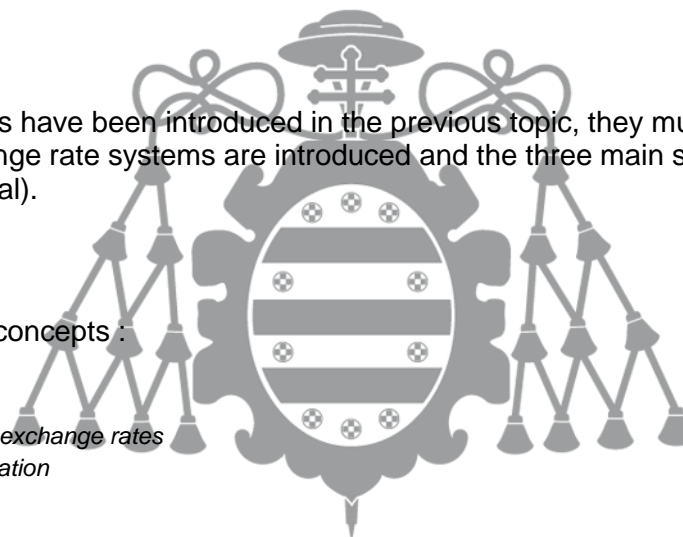 s have been introduced in the previous topic, they mu
nge rate systems are introduced and the three main s
al).
concepts :
exchange rates
ation